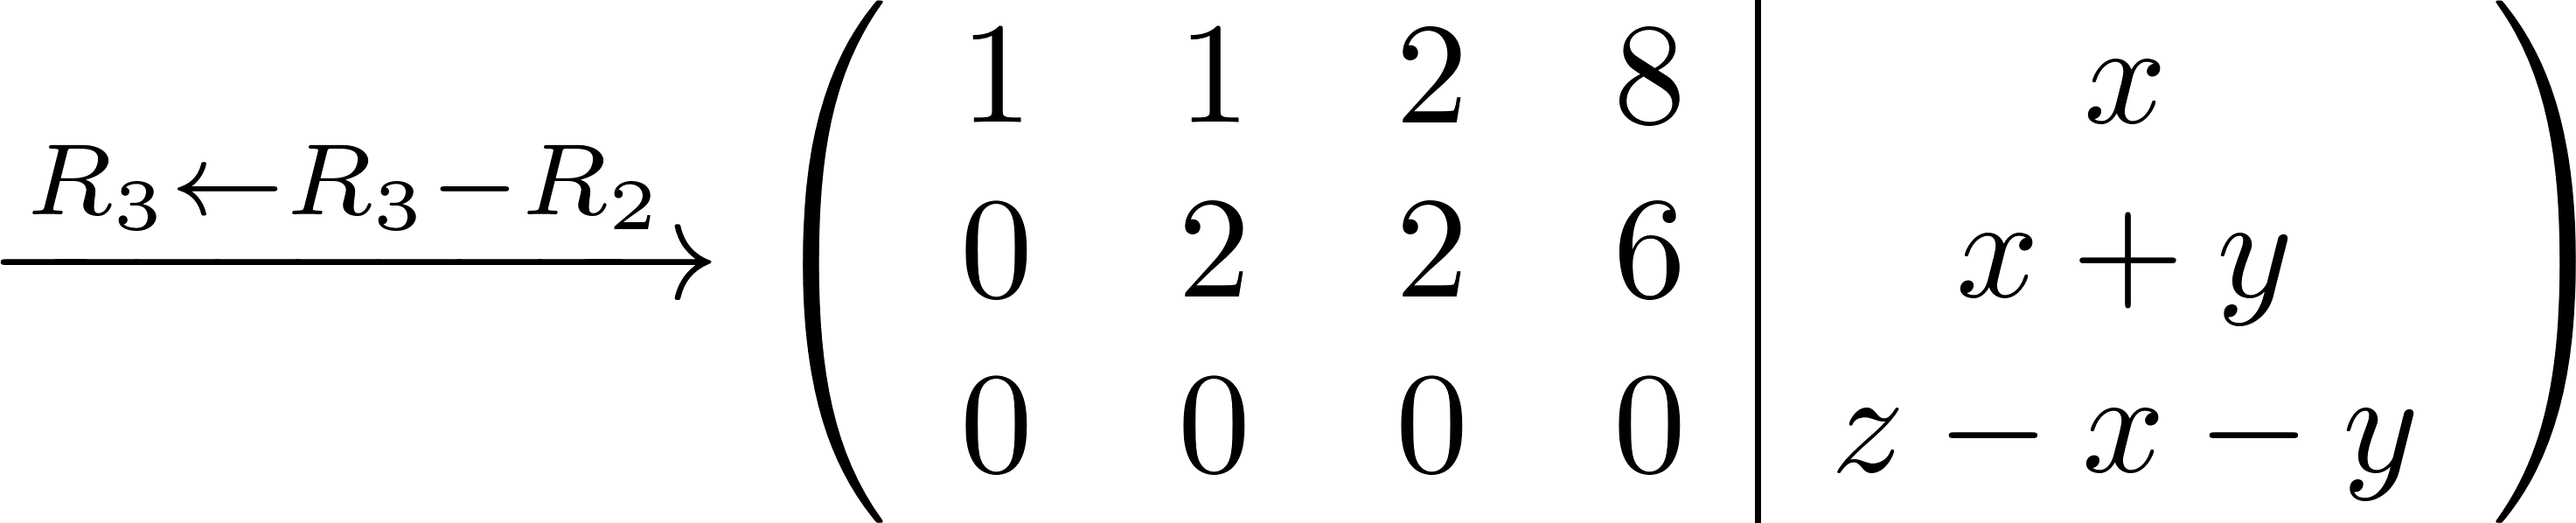 R₃←R₃−R₂
1 1 2 8 | x
0 2 2 6 | x + y
0 0 0 0 | z − x − y